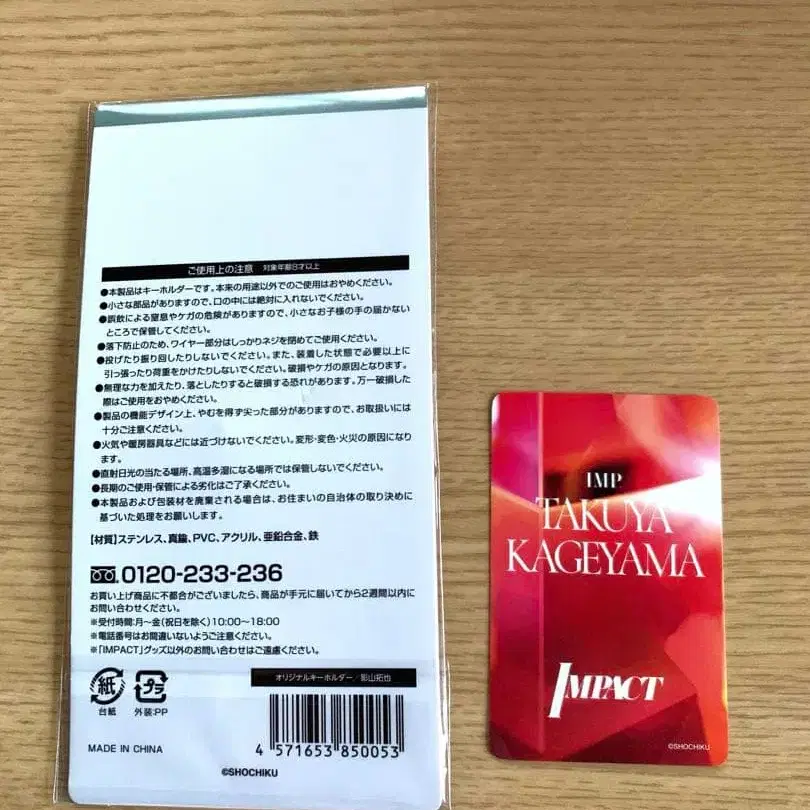 ご使用上の注意 対象年齢8才以上
●本製品はキーホルダーです。本来の用途以外でのご使用はおやめください。
●小さな部品がありますので、口の中には絶対に入れないでください。
●誤飲による窒息やケガの危険がありますので、小さなお子様の手の届かない
ところで保管してください。
●落下防止のため、ワイヤー部分はしっかりネジを閉めてご使用ください。
●投げたり振り回したりしないでください。また、装着した状態で必要以上に
引っ張ったり荷重をかけたりしないでください。破損やケガの原因となります。
●無理な力を加えたり、落としたりすると破損する恐れがあります。万一破損した
際はご使用をおやめください。
●製品の機能デザイン上、やむを得ず尖った部分がありますので、お取扱いには
十分ご注意ください。
●火気や暖房器具などには近づけないでください。変形・変色・火災の原因になり
ます。
●直射日光の当たる場所、高温多湿になる場所では保管しないでください。
●長期のご使用・保管による劣化はご了承ください。
●本製品および包装材を廃棄される場合は、お住まいの自治体の取り決めに
基づいた処理をお願いします。
【材質】ステンレス、真鍮、PVC、アクリル、亜鉛合金、鉄
0120-233-236
お買い上げ商品に不都合がございましたら、商品が手元に届いてから2週間以内に
お問い合わせください。
※受付時間:月〜金(祝日を除く)10:00〜18:00
※電話番号はお間違いないようご注意ください。
※「IMPACT」グッズ以外のお問い合わせはご遠慮ください。
オリジナルキーホルダー/影山拓也
紙
台紙
プラ
外装:PP
MADE IN CHINA
4 571653 850053
©SHOCHIKU
IMP
TAKUYA
KAGEYAMA
IMPACT
©SHOCHIKU